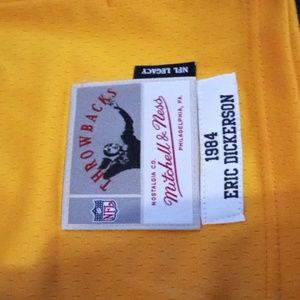 NFL LEGACY
THROWBACKS
NFL
NOSTALGIA CO.
Mitchell & Ness
PHILADELPHIA, PA.
1984
ERIC DICKERSON